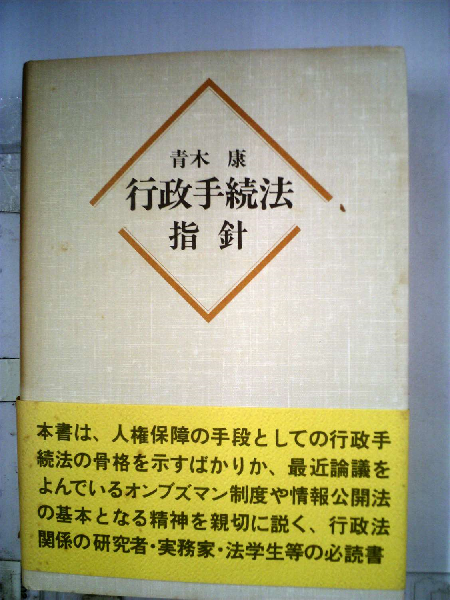 青木 康
行政手続法
指針
本書は、人権保障の手段としての行政手
続法の骨格を示すばかりか、最近論議を
よんでいるオンブズマン制度や情報公開法
の基本となる精神を親切に説く、行政法
関係の研究者・実務家・法学生等の必読書